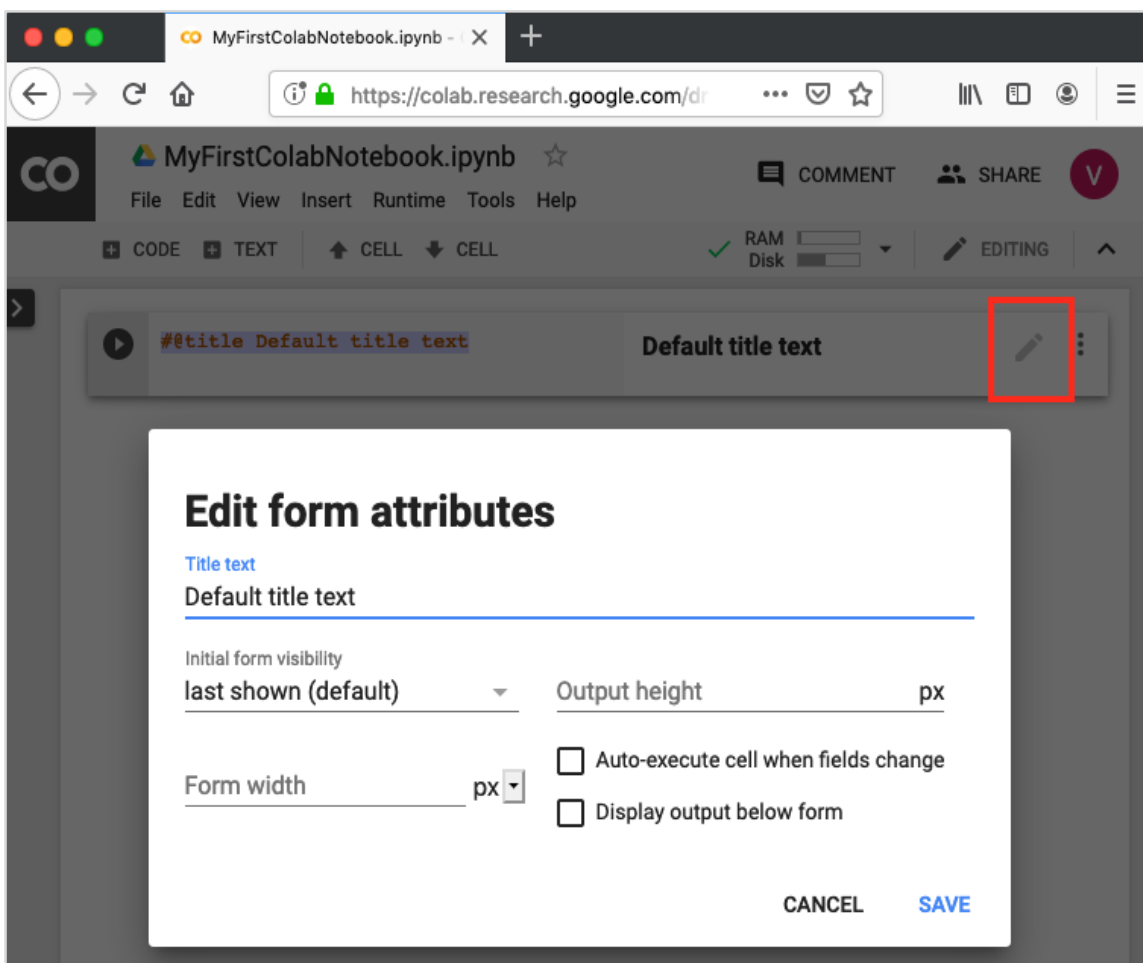 CO MyFirstColabNotebook.ipynb -
https://colab.research.google.com/dr
CO MyFirstColabNotebook.ipynb
COMMENT SHARE V
File Edit View Insert Runtime Tools Help
CODE TEXT CELL CELL
RAM
Disk
EDITING
#@title Default title text
Default title text
Edit form attributes
Title text
Default title text
Initial form visibility
last shown (default)
Output height px
Auto-execute cell when fields change
Form width px
Display output below form
CANCEL SAVE